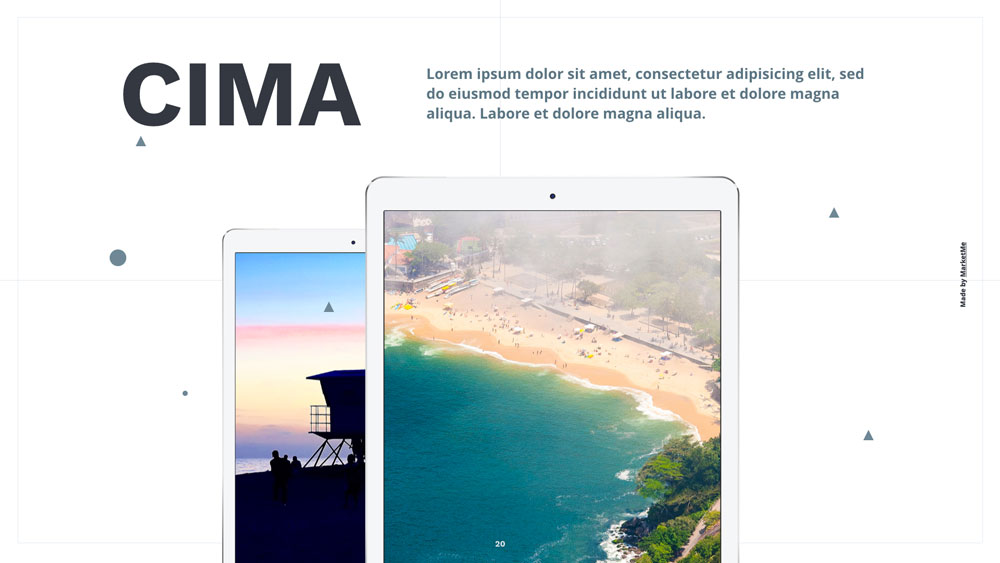 CIMA
Lorem ipsum dolor sit amet, consectetur adipisicing elit, sed
do eiusmod tempor incididunt ut labore et dolore magna
aliqua. Labore et dolore magna aliqua.
Made by MarketMe
20